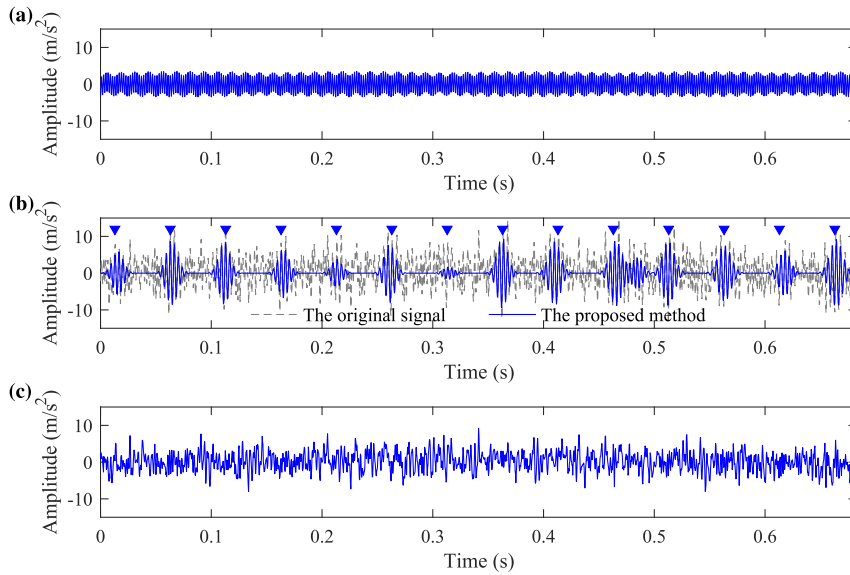 (a)
Amplitude (m/s²)
10
0
-10
0 0.1 0.2 0.3 0.4 0.5 0.6
Time (s)
(b)
Amplitude (m/s²)
10
0
-10
The original signal The proposed method
0 0.1 0.2 0.3 0.4 0.5 0.6
Time (s)
(c)
Amplitude (m/s²)
10
0
-10
0 0.1 0.2 0.3 0.4 0.5 0.6
Time (s)